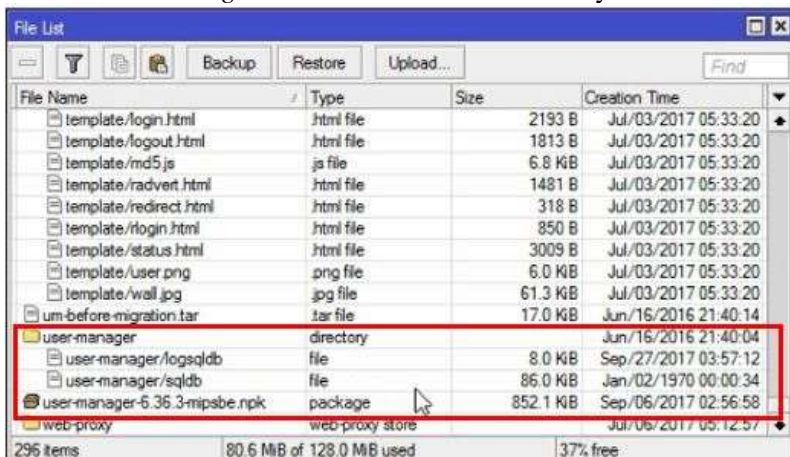 File List
Backup Restore Upload... Find
File Name / Type Size Creation Time
template/login.html .html file 2193 B Jul/03/2017 05:33:20
template/logout.html .html file 1813 B Jul/03/2017 05:33:20
template/md5.js .js file 6.8 KiB Jul/03/2017 05:33:20
template/radvert.html .html file 1481 B Jul/03/2017 05:33:20
template/redirect.html .html file 318 B Jul/03/2017 05:33:20
template/rlogin.html .html file 850 B Jul/03/2017 05:33:20
template/status.html .html file 3009 B Jul/03/2017 05:33:20
template/user.png .png file 6.0 KiB Jul/03/2017 05:33:20
template/wall.jpg .jpg file 61.3 KiB Jul/03/2017 05:33:20
um-before-migration.tar .tar file 17.0 KiB Jun/16/2016 21:40:14
user-manager directory Jun/16/2016 21:40:04
user-manager/logsqldb file 8.0 KiB Sep/27/2017 03:57:12
user-manager/sqldb file 86.0 KiB Jan/02/1970 00:00:34
user-manager-6.36.3-mipsbe.npk package 852.1 KiB Sep/06/2017 02:56:58
web-proxy web-proxy store Jul/06/2017 05:12:57
296 items 80.6 MiB of 128.0 MiB used 37% free